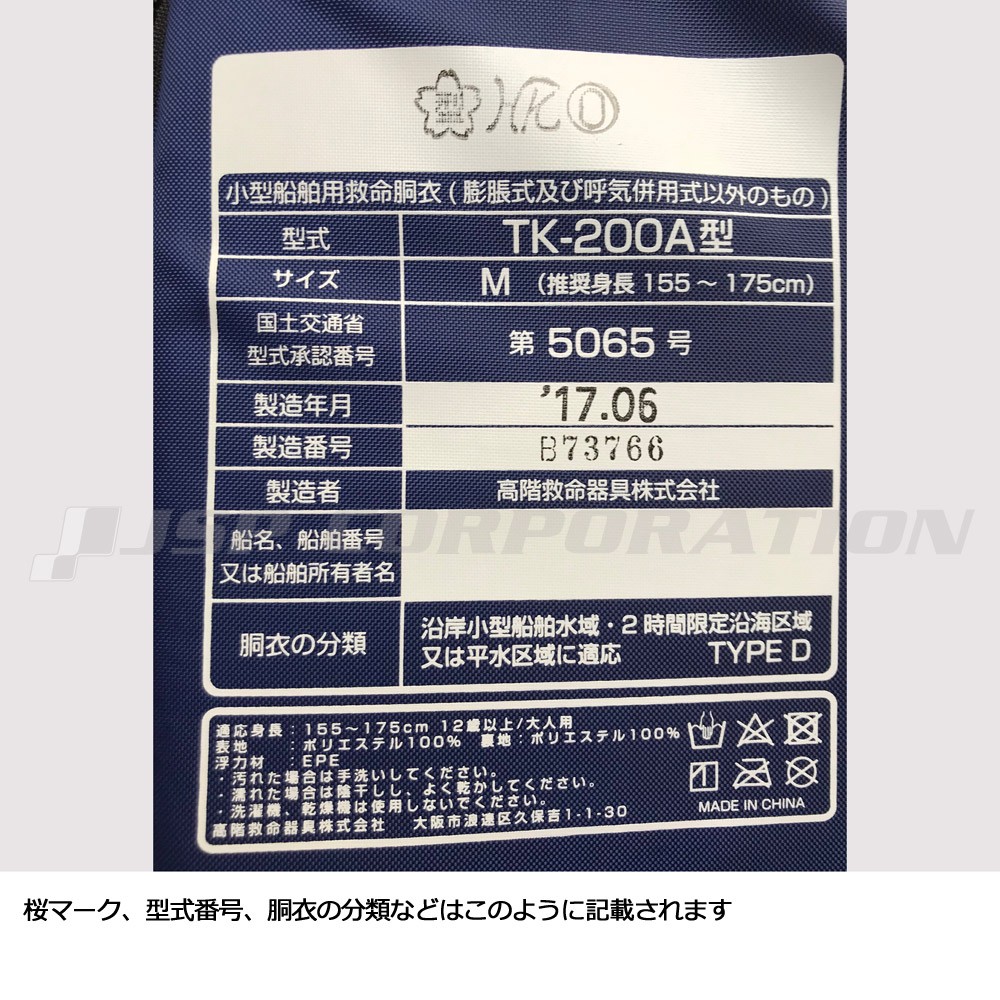 型 HK D
小型船舶用救命胴衣 ( 膨脹式及び呼気併用式以外のもの )
型式 TK-200A型
サイズ M (推奨身長 155 ~ 175cm)
国土交通省
型式承認番号 第 5065 号
製造年月 '17.06
製造番号 B73766
製造者 高階救命器具株式会社
船名、船舶番号
又は船舶所有者名
胴衣の分類 沿岸小型船舶水域・2時間限定沿海区域
又は平水区域に適応 TYPE D
適応身長 : 155~175cm 12歳以上/大人用
表地 : ポリエステル100% 裏地 : ポリエステル100%
浮力材 : EPE
・汚れた場合は手洗いしてください。
・濡れた場合は陰干しし、よく乾かしてください。
・洗濯機、乾燥機は使用しないでください。
高階救命器具株式会社 大阪市浪速区久保吉1-1-30
MADE IN CHINA
JSP CORPORATION
桜マーク、型式番号、胴衣の分類などはこのように記載されます